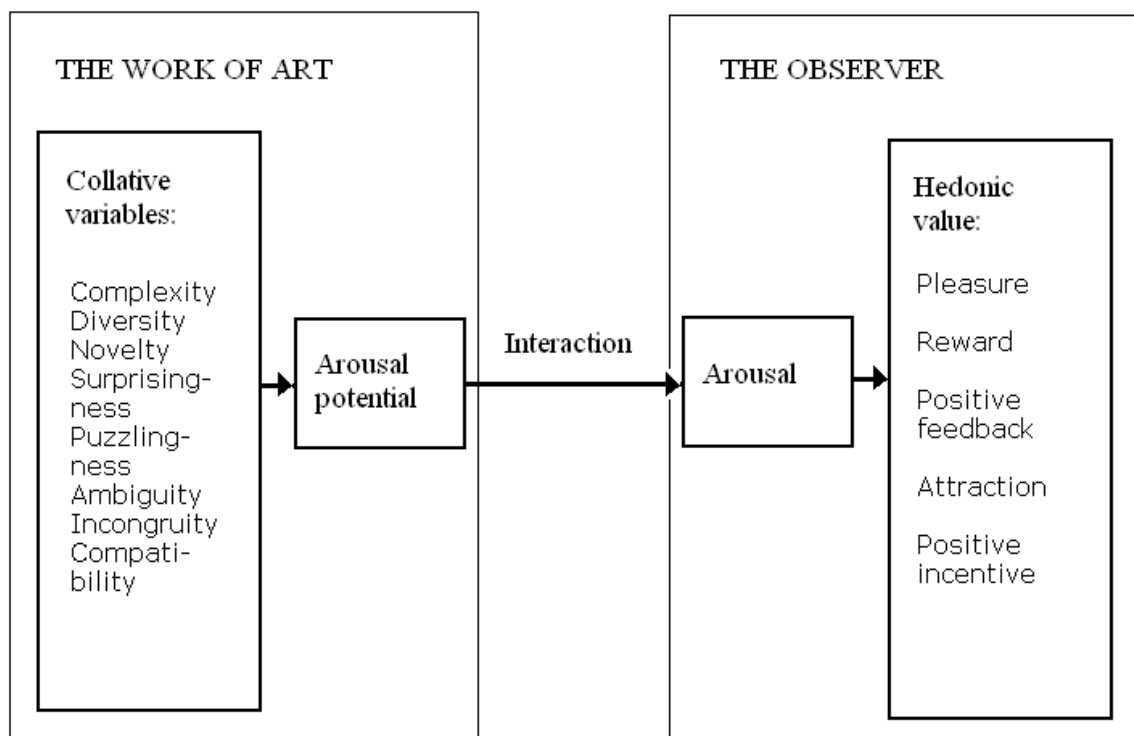 THE WORK OF ART
Collative
variables:
Complexity
Diversity
Novelty
Surprising-
ness
Puzzling-
ness
Ambiguity
Incongruity
Compati-
bility
Arousal
potential
Interaction
THE OBSERVER
Arousal
Hedonic
value:
Pleasure
Reward
Positive
feedback
Attraction
Positive
incentive